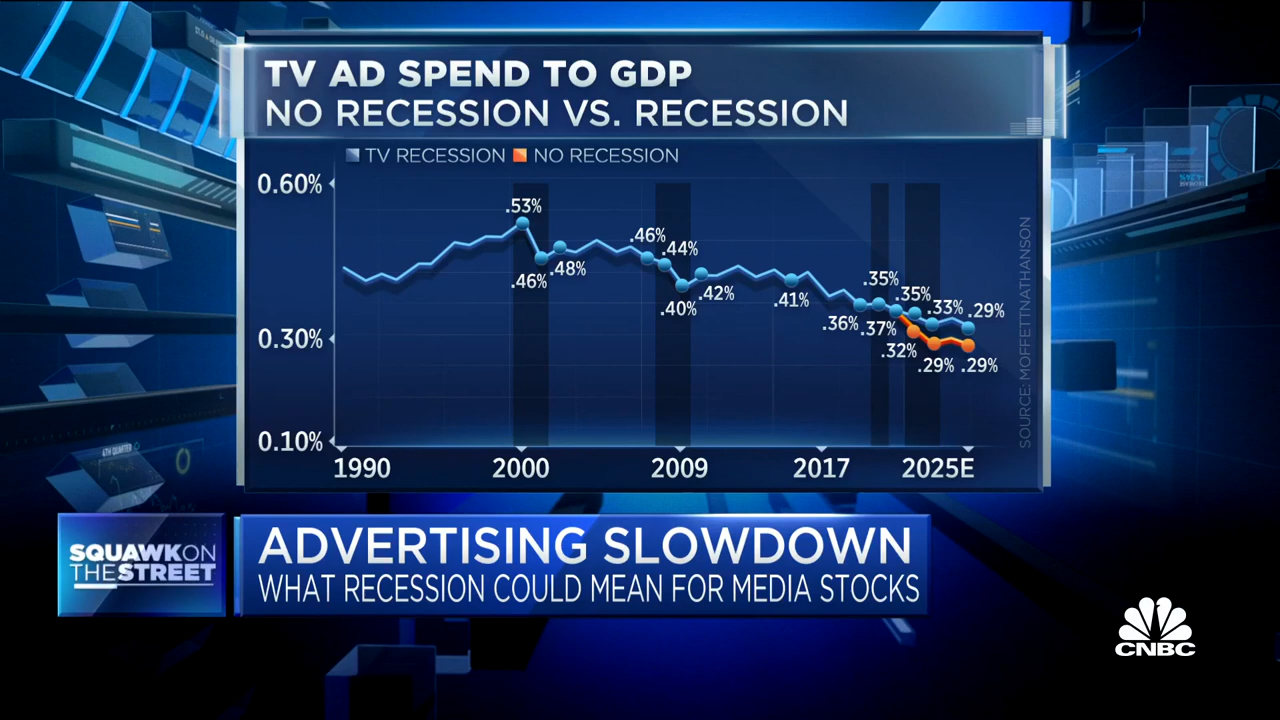 TV AD SPEND TO GDP
NO RECESSION VS. RECESSION
TV RECESSION NO RECESSION
0.60%
0.30%
0.10%
.53%
.46%
.48%
.46%
.44%
.40%
.42%
.41%
.36%
.35%
.37%
.35%
.32%
.33%
.29%
.29%
.29%
1990 2000 2009 2017 2025E
SOURCE: MOFFETTNATHANSON
4TH QUARTER
SQUAWK ON
THE STREET
ADVERTISING SLOWDOWN
WHAT RECESSION COULD MEAN FOR MEDIA STOCKS
CNBC